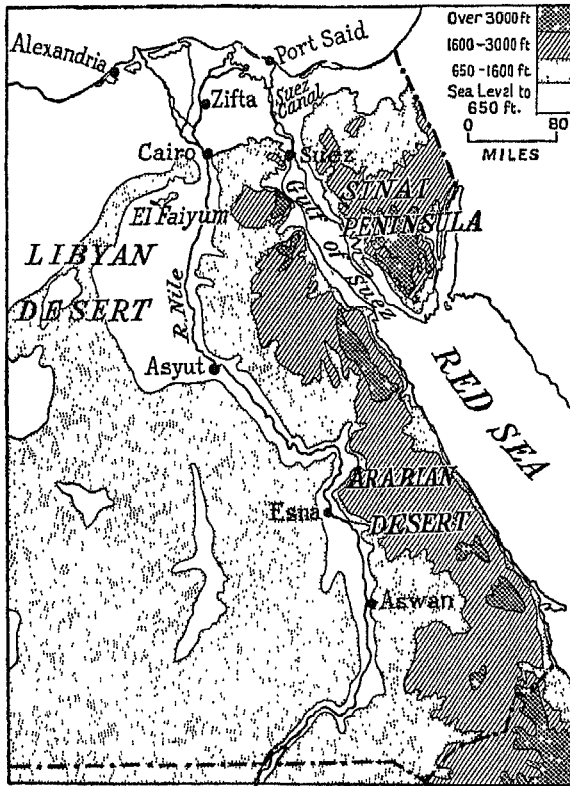 Over 3000 ft
1600-3000 ft
650-1600 ft
Sea Level to
650 ft.
0 80
MILES
Alexandria
Port Said
Zifta
Suez
Canal
Cairo
Suez
SINAI
PENINSULA
Gulf of Suez
El Faiyum
LIBYAN
DESERT
R. Nile
Asyut
RED SEA
ARABIAN
DESERT
Esna
Aswan